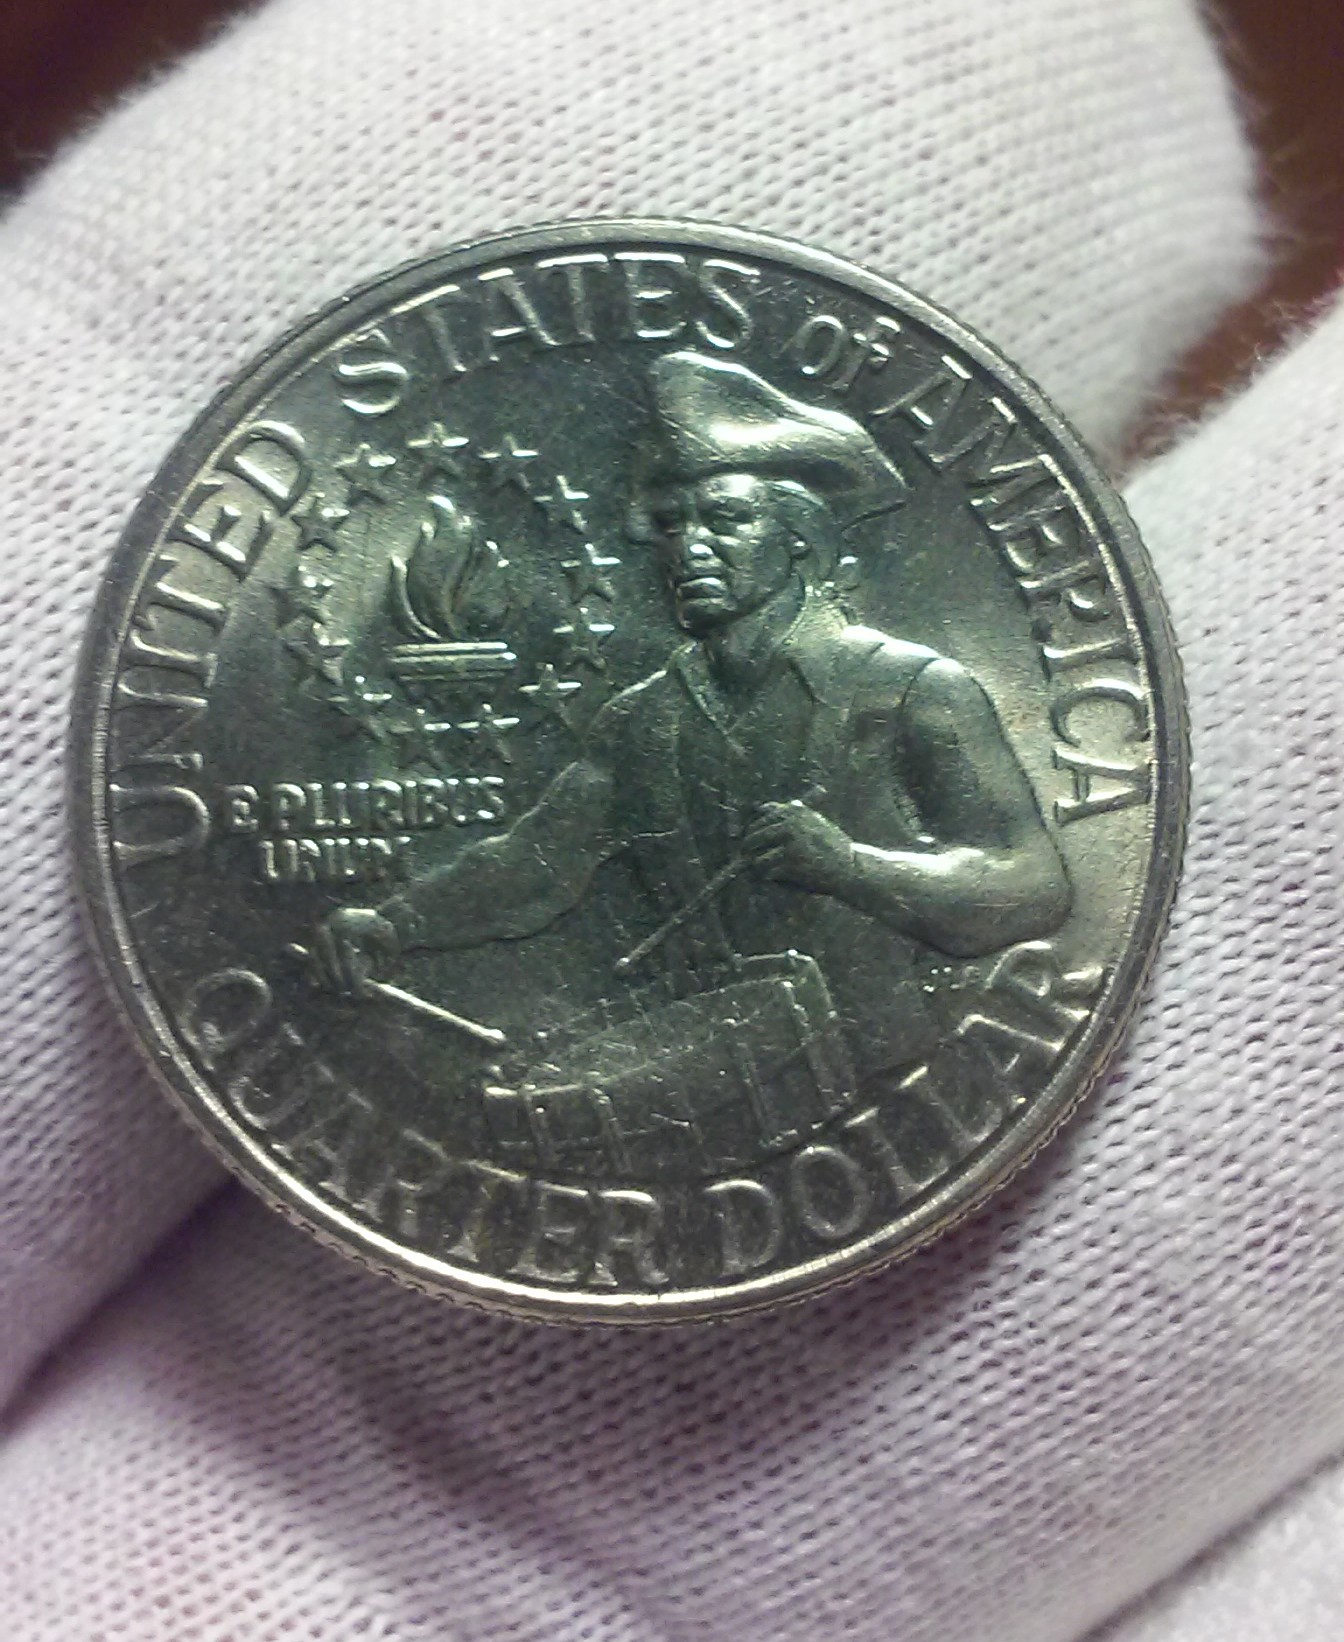 UNITED STATES of AMERICA
E PLURIBUS
UNUM
QUARTER DOLLAR